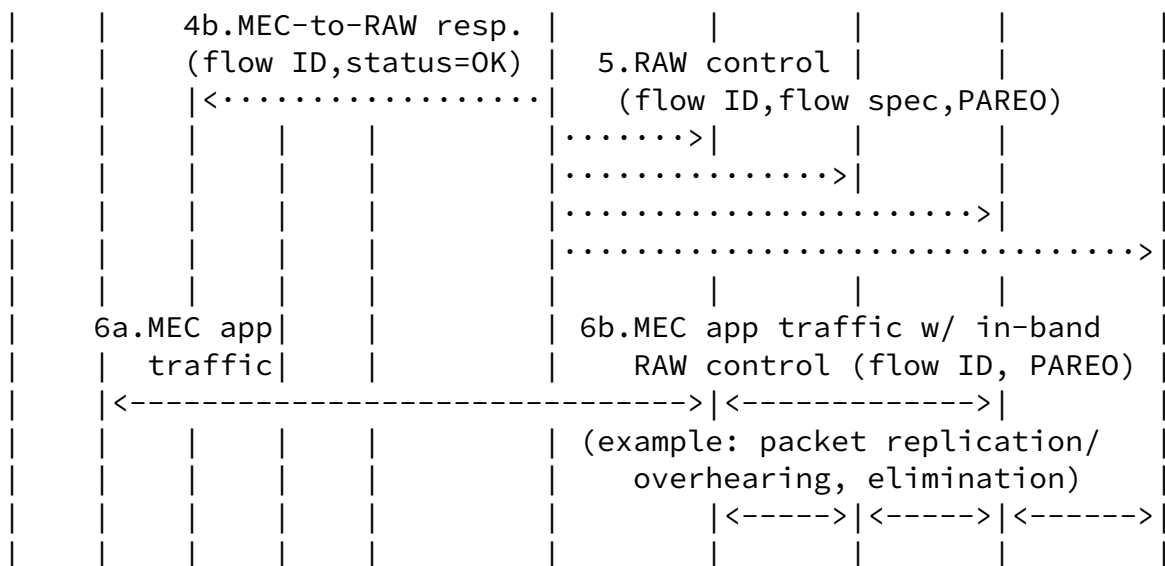 |     |    4b.MEC-to-RAW resp. |        |       |       |        |
|     |    (flow ID,status=OK) |  5.RAW control |       |        |
|     |    |<···················|   (flow ID,flow spec,PAREO)    |
|     |    |    |    |         |·······>|       |       |        |
|     |    |    |    |         |···············>|       |        |
|     |    |    |    |         |·······················>|        |
|     |    |    |    |         |································>|
|     |    |    |    |         |        |       |       |        |
|    6a.MEC app|    |         | 6b.MEC app traffic w/ in-band
|     |  traffic|    |         |    RAW control (flow ID, PAREO) |
|     |<------------------------------->|<------------->|
|     |    |    |    |         | (example: packet replication/   |
|     |    |    |    |         |    overhearing, elimination)    |
|     |    |    |    |         |        |<----->|<----->|<------>|
|     |    |    |    |         |        |       |       |        |